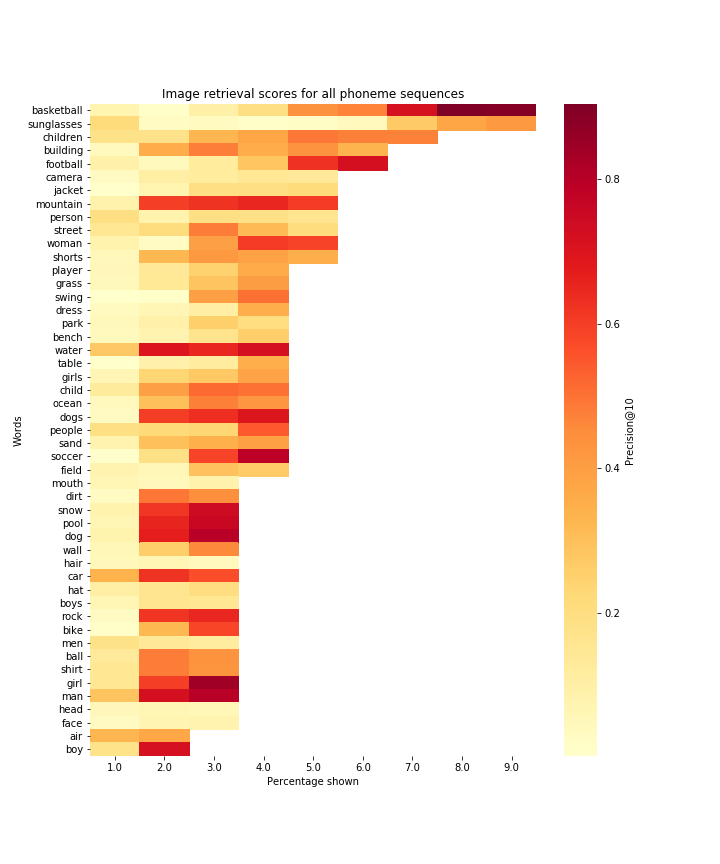 Image retrieval scores for all phoneme sequences
basketball
sunglasses
children
building
football
camera
jacket
mountain
person
street
woman
shorts
player
grass
swing
dress
park
bench
water
table
girls
child
ocean
dogs
people
sand
soccer
field
mouth
dirt
snow
pool
dog
wall
hair
car
hat
boys
rock
bike
men
ball
shirt
girl
man
head
face
air
boy
Words
1.0 2.0 3.0 4.0 5.0 6.0 7.0 8.0 9.0
Percentage shown
0.8
0.6
0.4
0.2
Precision@10